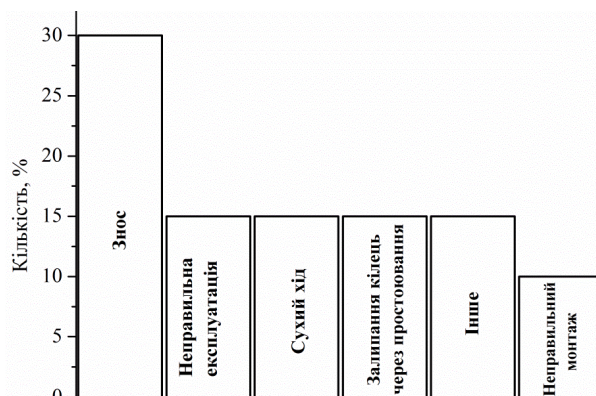 Кількість, %
30
25
20
15
10
5
0
Знос
Неправильна
експлуатація
Сухий хід
Залипання кілець
через простоювання
Інше
Неправильний
монтаж